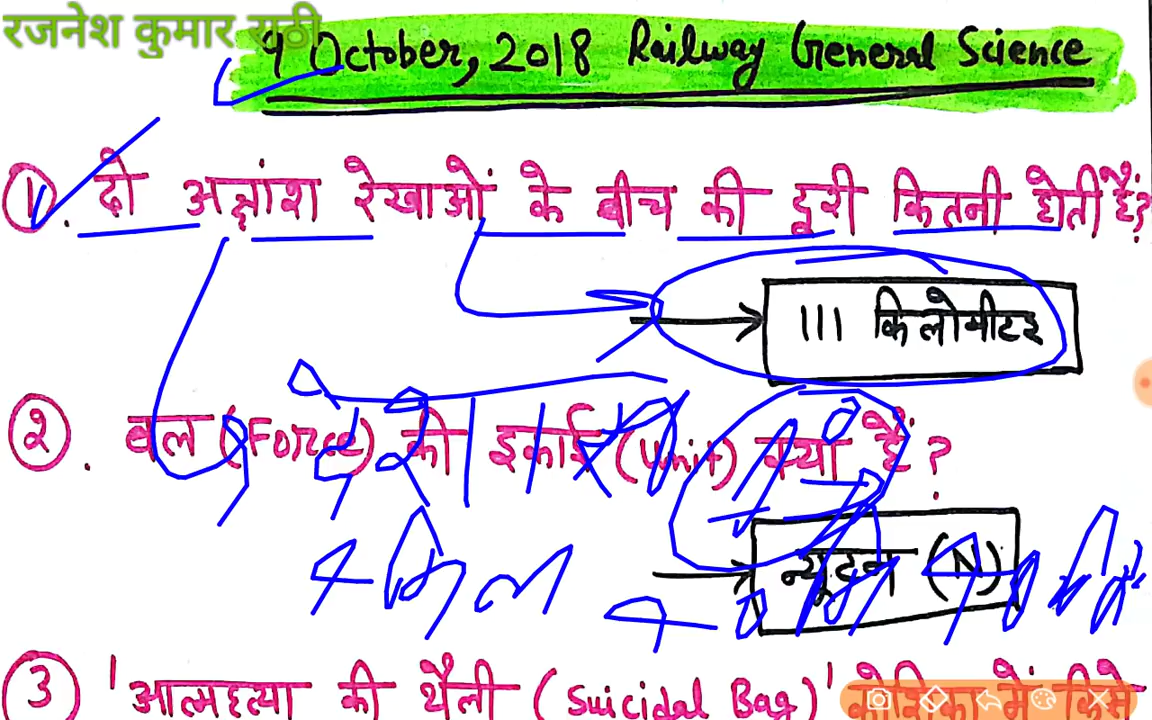 रजनेश कुमार राठी
9 October, 2018 Railway General Science
1. दो अक्षांश रेखाओं के बीच की दूरी कितनी होती हैं?
111 किलोमीटर
2. बल (Force) की इकाई (Unit) क्या हैं?
न्यूटन (N)
3 'आत्महत्या की थैली (Suicidal Bag)' कोशिका में किसे